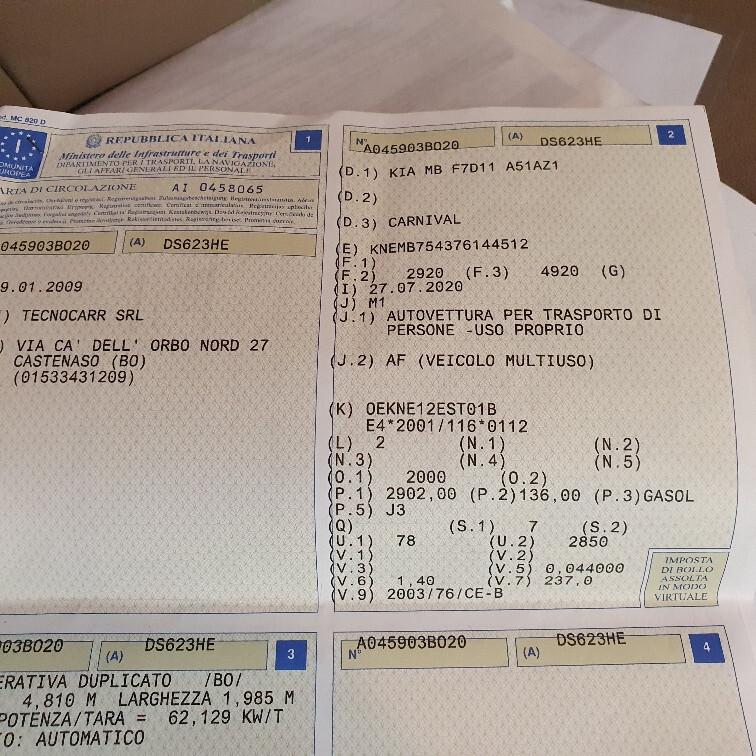 MC 820 D
REPUBBLICA ITALIANA
1
Ministero delle Infrastrutture e dei Trasporti
DIPARTIMENTO PER I TRASPORTI, LA NAVIGAZIONE,
GLI AFFARI GENERALI ED IL PERSONALE
I
COMUNITÀ
EUROPEA
ARTA DI CIRCOLAZIONE AI 0458065
045903BO20 (A) DS623HE
9.01.2009
) TECNOCARR SRL
) VIA CA' DELL' ORBO NORD 27
CASTENASO (BO)
(01533431209)
N° A045903BO20 (A) DS623HE 2
(D.1) KIA MB F7D11 A51AZ1
(D.2)
(D.3) CARNIVAL
(E) KNEMB754376144512
(F.1)
(F.2) 2920 (F.3) 4920 (G)
(I) 27.07.2020
(J) M1
(J.1) AUTOVETTURA PER TRASPORTO DI
PERSONE -USO PROPRIO
(J.2) AF (VEICOLO MULTIUSO)
(K) OEKNE12EST01B
E4*2001/116*0112
(L) 2 (N.1) (N.2)
(N.3) (N.4) (N.5)
(O.1) 2000 (O.2)
(P.1) 2902,00 (P.2)136,00 (P.3)GASOL
(P.5) J3
(Q) (S.1) 7 (S.2)
(U.1) 78 (U.2) 2850
(V.1) (V.2)
(V.3) (V.5) 0,044000
(V.6) 1,40 (V.7) 237,0
(V.9) 2003/76/CE-B
IMPOSTA
DI BOLLO
ASSOLTA
IN MODO
VIRTUALE
03BO20 (A) DS623HE 3
ERATIVA DUPLICATO /BO/
4,810 M LARGHEZZA 1,985 M
POTENZA/TARA = 62,129 KW/T
O: AUTOMATICO
N° A045903BO20 (A) DS623HE 4